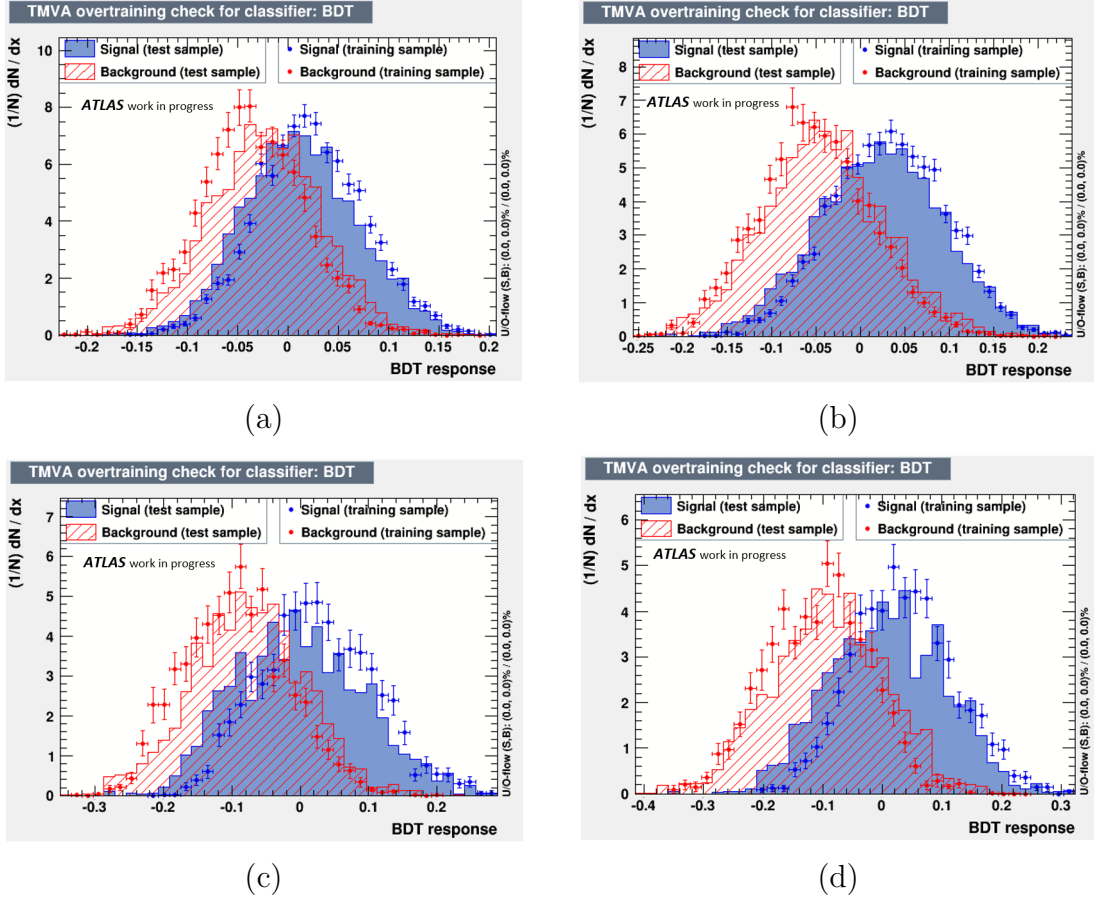 TMVA overtraining check for classifier: BDT
(1/N) dN / dx
Signal (test sample)
Background (test sample)
Signal (training sample)
Background (training sample)
ATLAS work in progress
10
8
6
4
2
0
-0.2 -0.15 -0.1 -0.05 0 0.05 0.1 0.15 0.2
BDT response
U/O-flow (S,B): (0.0, 0.0)% / (0.0, 0.0)%
(a)
TMVA overtraining check for classifier: BDT
(1/N) dN / dx
Signal (test sample)
Background (test sample)
Signal (training sample)
Background (training sample)
ATLAS work in progress
8
7
6
5
4
3
2
1
0
-0.25 -0.2 -0.15 -0.1 -0.05 0 0.05 0.1 0.15 0.2
BDT response
U/O-flow (S,B): (0.0, 0.0)% / (0.0, 0.0)%
(b)
TMVA overtraining check for classifier: BDT
(1/N) dN / dx
Signal (test sample)
Background (test sample)
Signal (training sample)
Background (training sample)
ATLAS work in progress
7
6
5
4
3
2
1
0
-0.3 -0.2 -0.1 0 0.1 0.2
BDT response
U/O-flow (S,B): (0.0, 0.0)% / (0.0, 0.0)%
(c)
TMVA overtraining check for classifier: BDT
(1/N) dN / dx
Signal (test sample)
Background (test sample)
Signal (training sample)
Background (training sample)
ATLAS work in progress
6
5
4
3
2
1
0
-0.4 -0.3 -0.2 -0.1 0 0.1 0.2 0.3
BDT response
U/O-flow (S,B): (0.0, 0.0)% / (0.0, 0.0)%
(d)